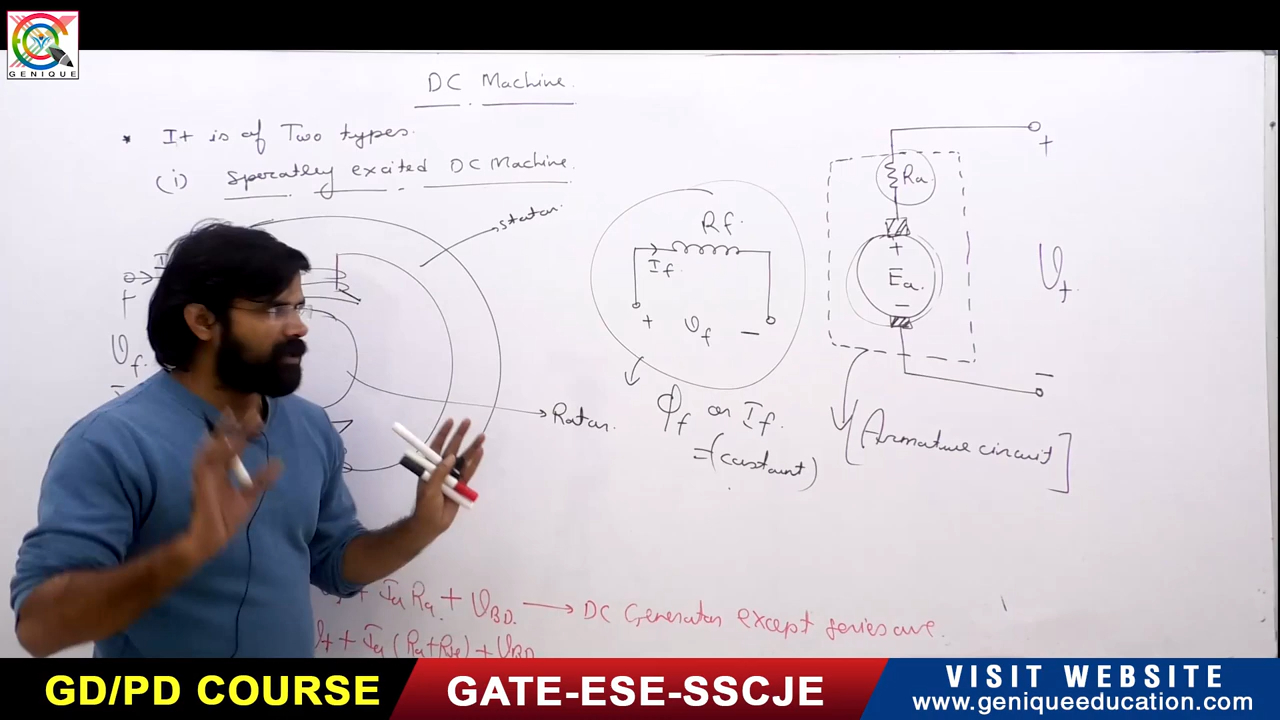 GENIQUE
DC Machine.
* It is of Two types.
(i) Speratley excited DC Machine.
stator
Rotor.
+
Vf
Rf
If
+ Vf -
φf or If
=(constant)
Ra
+
Ea
-
+
Vt
-
[Armature circuit]
+ IaRa + VBD → DC Generator except series one.
Vt + Ia (Ra+Rse) + VBD
GD/PD COURSE
GATE-ESE-SSCJE
VISIT WEBSITE
www.geniqueeducation.com